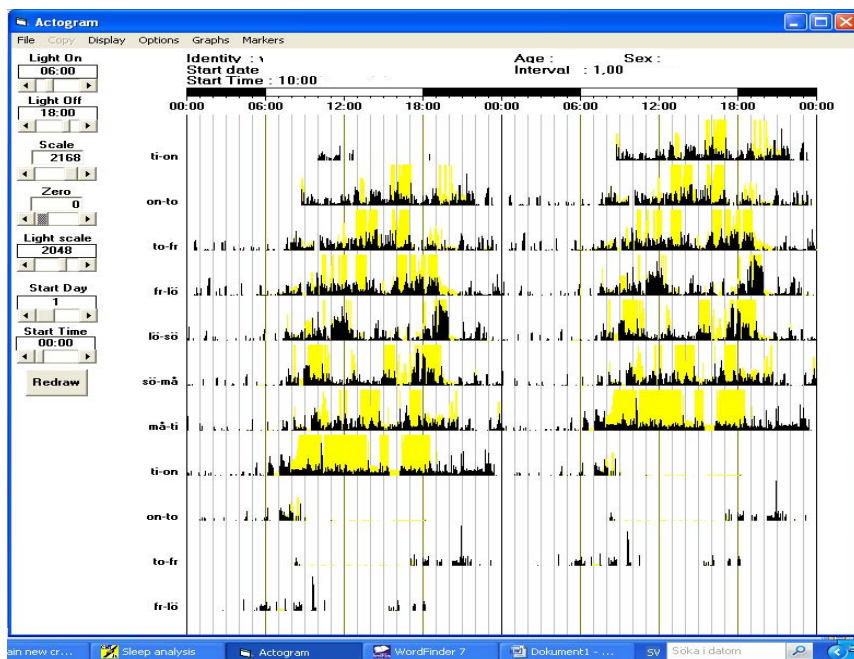 Actogram
File Copy Display Options Graphs Markers
Light On
06:00
Light Off
18:00
Scale
2168
Zero
0
Light scale
2048
Start Day
1
Start Time
00:00
Redraw
Identity :
Age :
Sex :
Start date
Interval : 1,00
Start Time : 10:00
00:00 06:00 12:00 18:00 00:00 06:00 12:00 18:00 00:00
ti-on
on-to
to-fr
fr-lö
lö-sö
sö-må
må-ti
ti-on
on-to
to-fr
fr-lö
ain new cr...
Sleep analysis
Actogram
WordFinder 7
Dokument1 - ...
SV
Söka i datorn